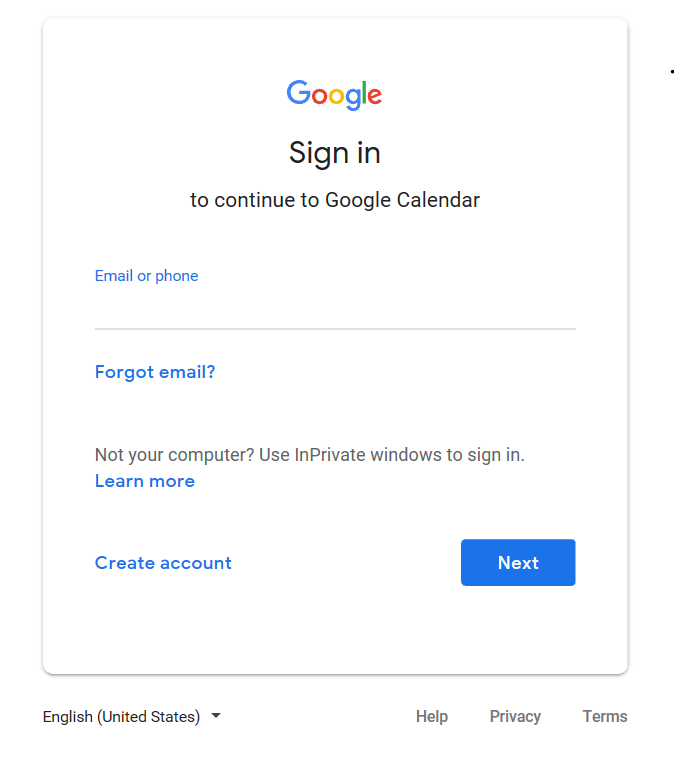 Google
Sign in
to continue to Google Calendar
Email or phone
Forgot email?
Not your computer? Use InPrivate windows to sign in.
Learn more
Create account
Next
English (United States)
Help Privacy Terms